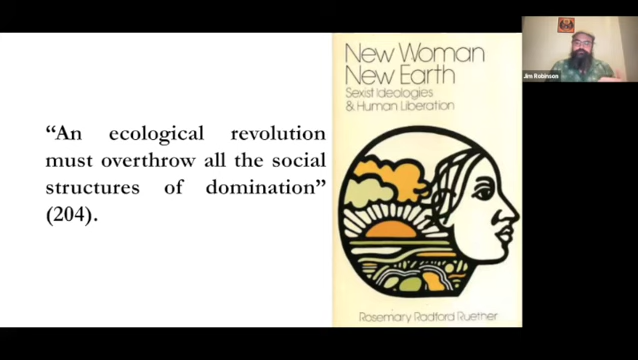 “An ecological revolution
must overthrow all the social
structures of domination”
(204).
New Woman
New Earth
Sexist Ideologies
& Human Liberation
Rosemary Radford Ruether
Jim Robinson